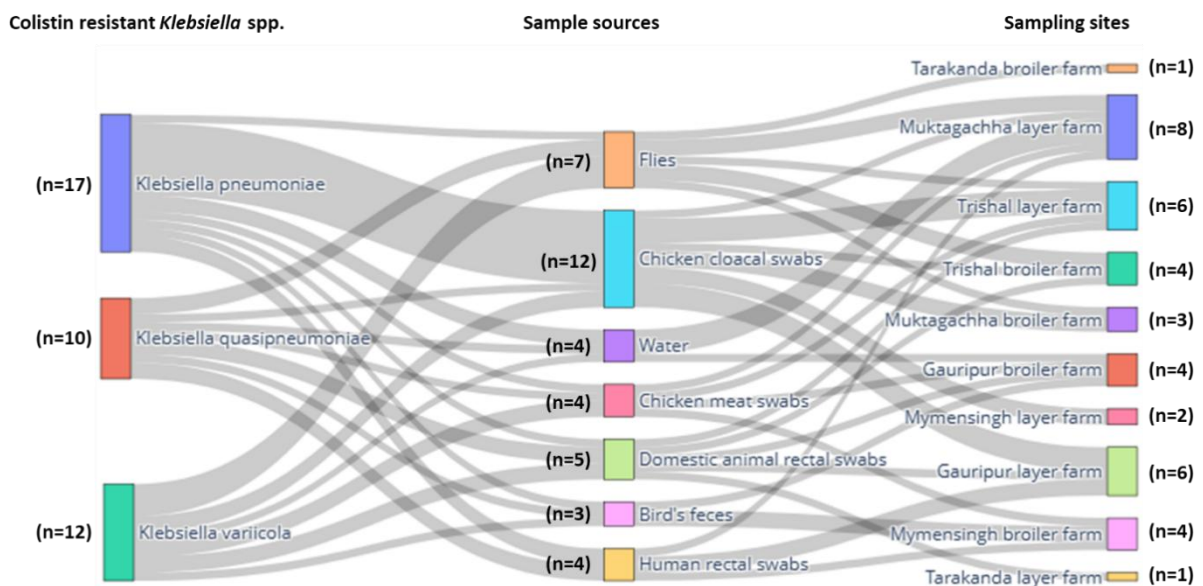 Colistin resistant Klebsiella spp.
Sample sources
Sampling sites
(n=17) Klebsiella pneumoniae
(n=10) Klebsiella quasipneumoniae
(n=12) Klebsiella variicola
(n=7) Flies
(n=12) Chicken cloacal swabs
(n=4) Water
(n=4) Chicken meat swabs
(n=5) Domestic animal rectal swabs
(n=3) Bird's feces
(n=4) Human rectal swabs
Tarakanda broiler farm (n=1)
Muktagachha layer farm (n=8)
Trishal layer farm (n=6)
Trishal broiler farm (n=4)
Muktagachha broiler farm (n=3)
Gauripur broiler farm (n=4)
Mymensingh layer farm (n=2)
Gauripur layer farm (n=6)
Mymensingh broiler farm (n=4)
Tarakanda layer farm (n=1)